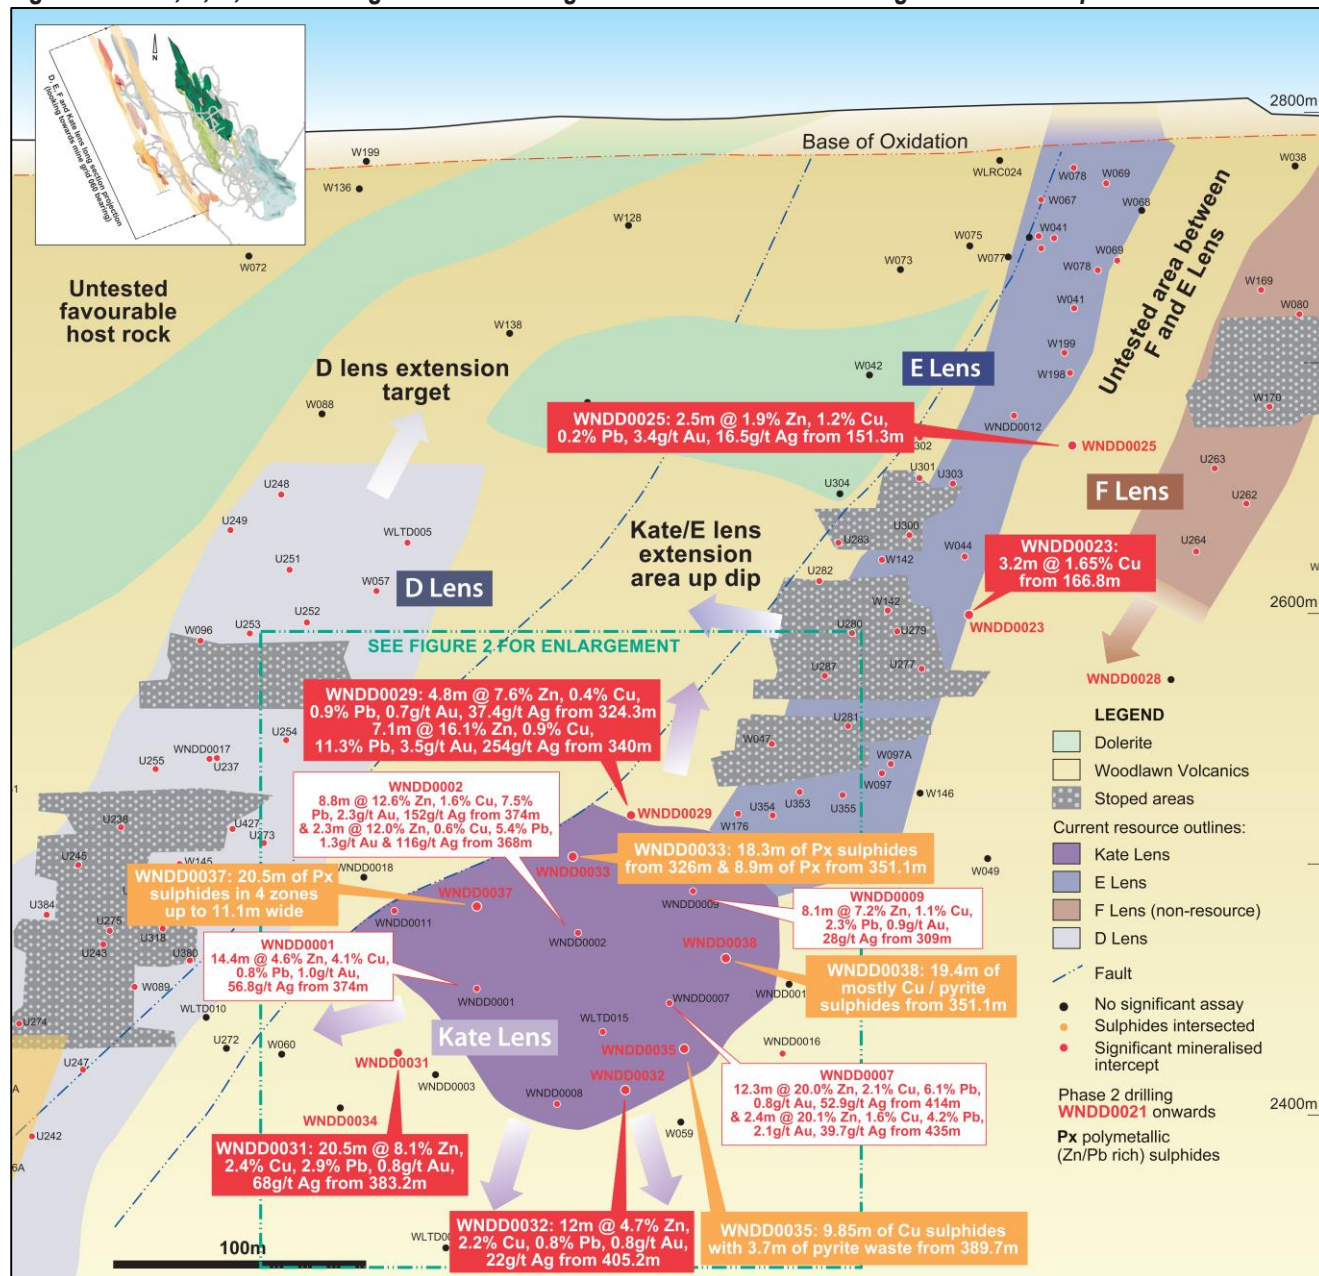 N
D, E, F and Kate lens long section projection
(looking towards mine grid 060 bearing)
2800m
Base of Oxidation
W199
W136
WLRC024
W038
W078
W069
W067
W068
W128
W041
W075
W077
W073
W069
W078
W072
Untested
favourable
host rock
W169
W080
W041
Untested area between
F and E Lens
W138
W199
W198
E Lens
W042
D lens extension
target
W088
W170
WNDD0012
WNDD0025: 2.5m @ 1.9% Zn, 1.2% Cu,
0.2% Pb, 3.4g/t Au, 16.5g/t Ag from 151.3m
WNDD0025
302
U301
U303
U304
U263
F Lens
U262
U248
U249
WLTD005
Kate/E lens
extension
area up dip
U283
U300
W142
W044
U264
WNDD0023:
3.2m @ 1.65% Cu
from 166.8m
U251
W057
D Lens
U282
W142
WNDD0023
2600m
U252
U253
W096
U280
U279
SEE FIGURE 2 FOR ENLARGEMENT
U287
U277
WNDD0028
WNDD0029: 4.8m @ 7.6% Zn, 0.4% Cu,
0.9% Pb, 0.7g/t Au, 37.4g/t Ag from 324.3m
7.1m @ 16.1% Zn, 0.9% Cu,
11.3% Pb, 3.5g/t Au, 254g/t Ag from 340m
LEGEND
Dolerite
Woodlawn Volcanics
Stoped areas
Current resource outlines:
Kate Lens
E Lens
F Lens (non-resource)
D Lens
Fault
No significant assay
Sulphides intersected
Significant mineralised
intercept
Phase 2 drilling
WNDD0021 onwards
Px polymetallic
(Zn/Pb rich) sulphides
U281
W047
U254
WNDD0017
U255
U237
W097A
W097
W146
U353
U355
U354
W176
WNDD0002
8.8m @ 12.6% Zn, 1.6% Cu, 7.5%
Pb, 2.3g/t Au, 152g/t Ag from 374m
& 2.3m @ 12.0% Zn, 0.6% Cu, 5.4% Pb,
1.3g/t Au & 116g/t Ag from 368m
WNDD0029
U238
U427
U273
U245
W145
WNDD0018
WNDD0033
WNDD0033: 18.3m of Px sulphides
from 326m & 8.9m of Px from 351.1m
W049
WNDD0037: 20.5m of Px
sulphides in 4 zones
up to 11.1m wide
WNDD0037
WNDD0011
WNDD0009
WNDD0009
8.1m @ 7.2% Zn, 1.1% Cu,
2.3% Pb, 0.9g/t Au,
28g/t Ag from 309m
U384
U275
U318
U243
U380
WNDD0002
WNDD0038
WNDD0001
14.4m @ 4.6% Zn, 4.1% Cu,
0.8% Pb, 1.0g/t Au,
56.8g/t Ag from 374m
WNDD0038: 19.4m of
mostly Cu / pyrite
sulphides from 351.1m
W089
WNDD0001
WNDD0007
WNDD001
WLTD010
U274
Kate Lens
WLTD015
U272
W060
WNDD0035
WNDD0016
U247
WNDD0031
WNDD0003
WNDD0032
WNDD0007
12.3m @ 20.0% Zn, 2.1% Cu, 6.1% Pb,
0.8g/t Au, 52.9g/t Ag from 414m
& 2.4m @ 20.1% Zn, 1.6% Cu, 4.2% Pb,
2.1g/t Au, 39.7g/t Ag from 435m
WNDD0008
WNDD0034
W059
2400m
U242
6A
WNDD0031: 20.5m @ 8.1% Zn,
2.4% Cu, 2.9% Pb, 0.8g/t Au,
68g/t Ag from 383.2m
WNDD0032: 12m @ 4.7% Zn,
2.2% Cu, 0.8% Pb, 0.8g/t Au,
22g/t Ag from 405.2m
WNDD0035: 9.85m of Cu sulphides
with 3.7m of pyrite waste from 389.7m
100m